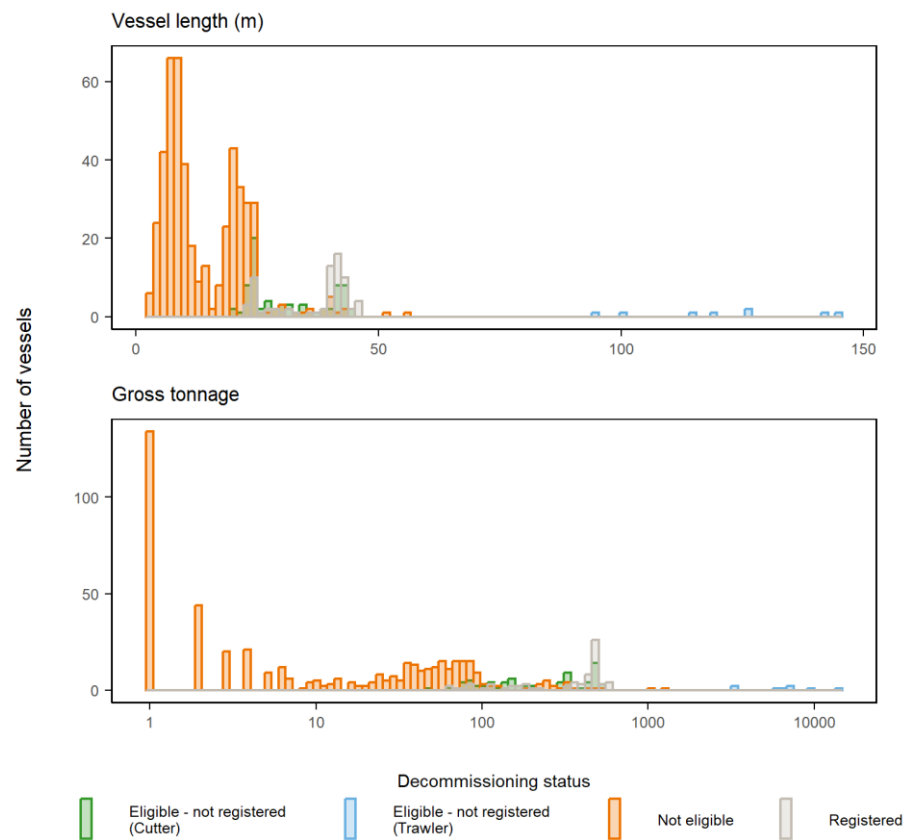 Vessel length (m)
60
40
20
0
0 50 100 150
Number of vessels
Gross tonnage
100
50
0
1 10 100 1000 10000
Decommissioning status
Eligible - not registered
(Cutter)
Eligible - not registered
(Trawler)
Not eligible
Registered